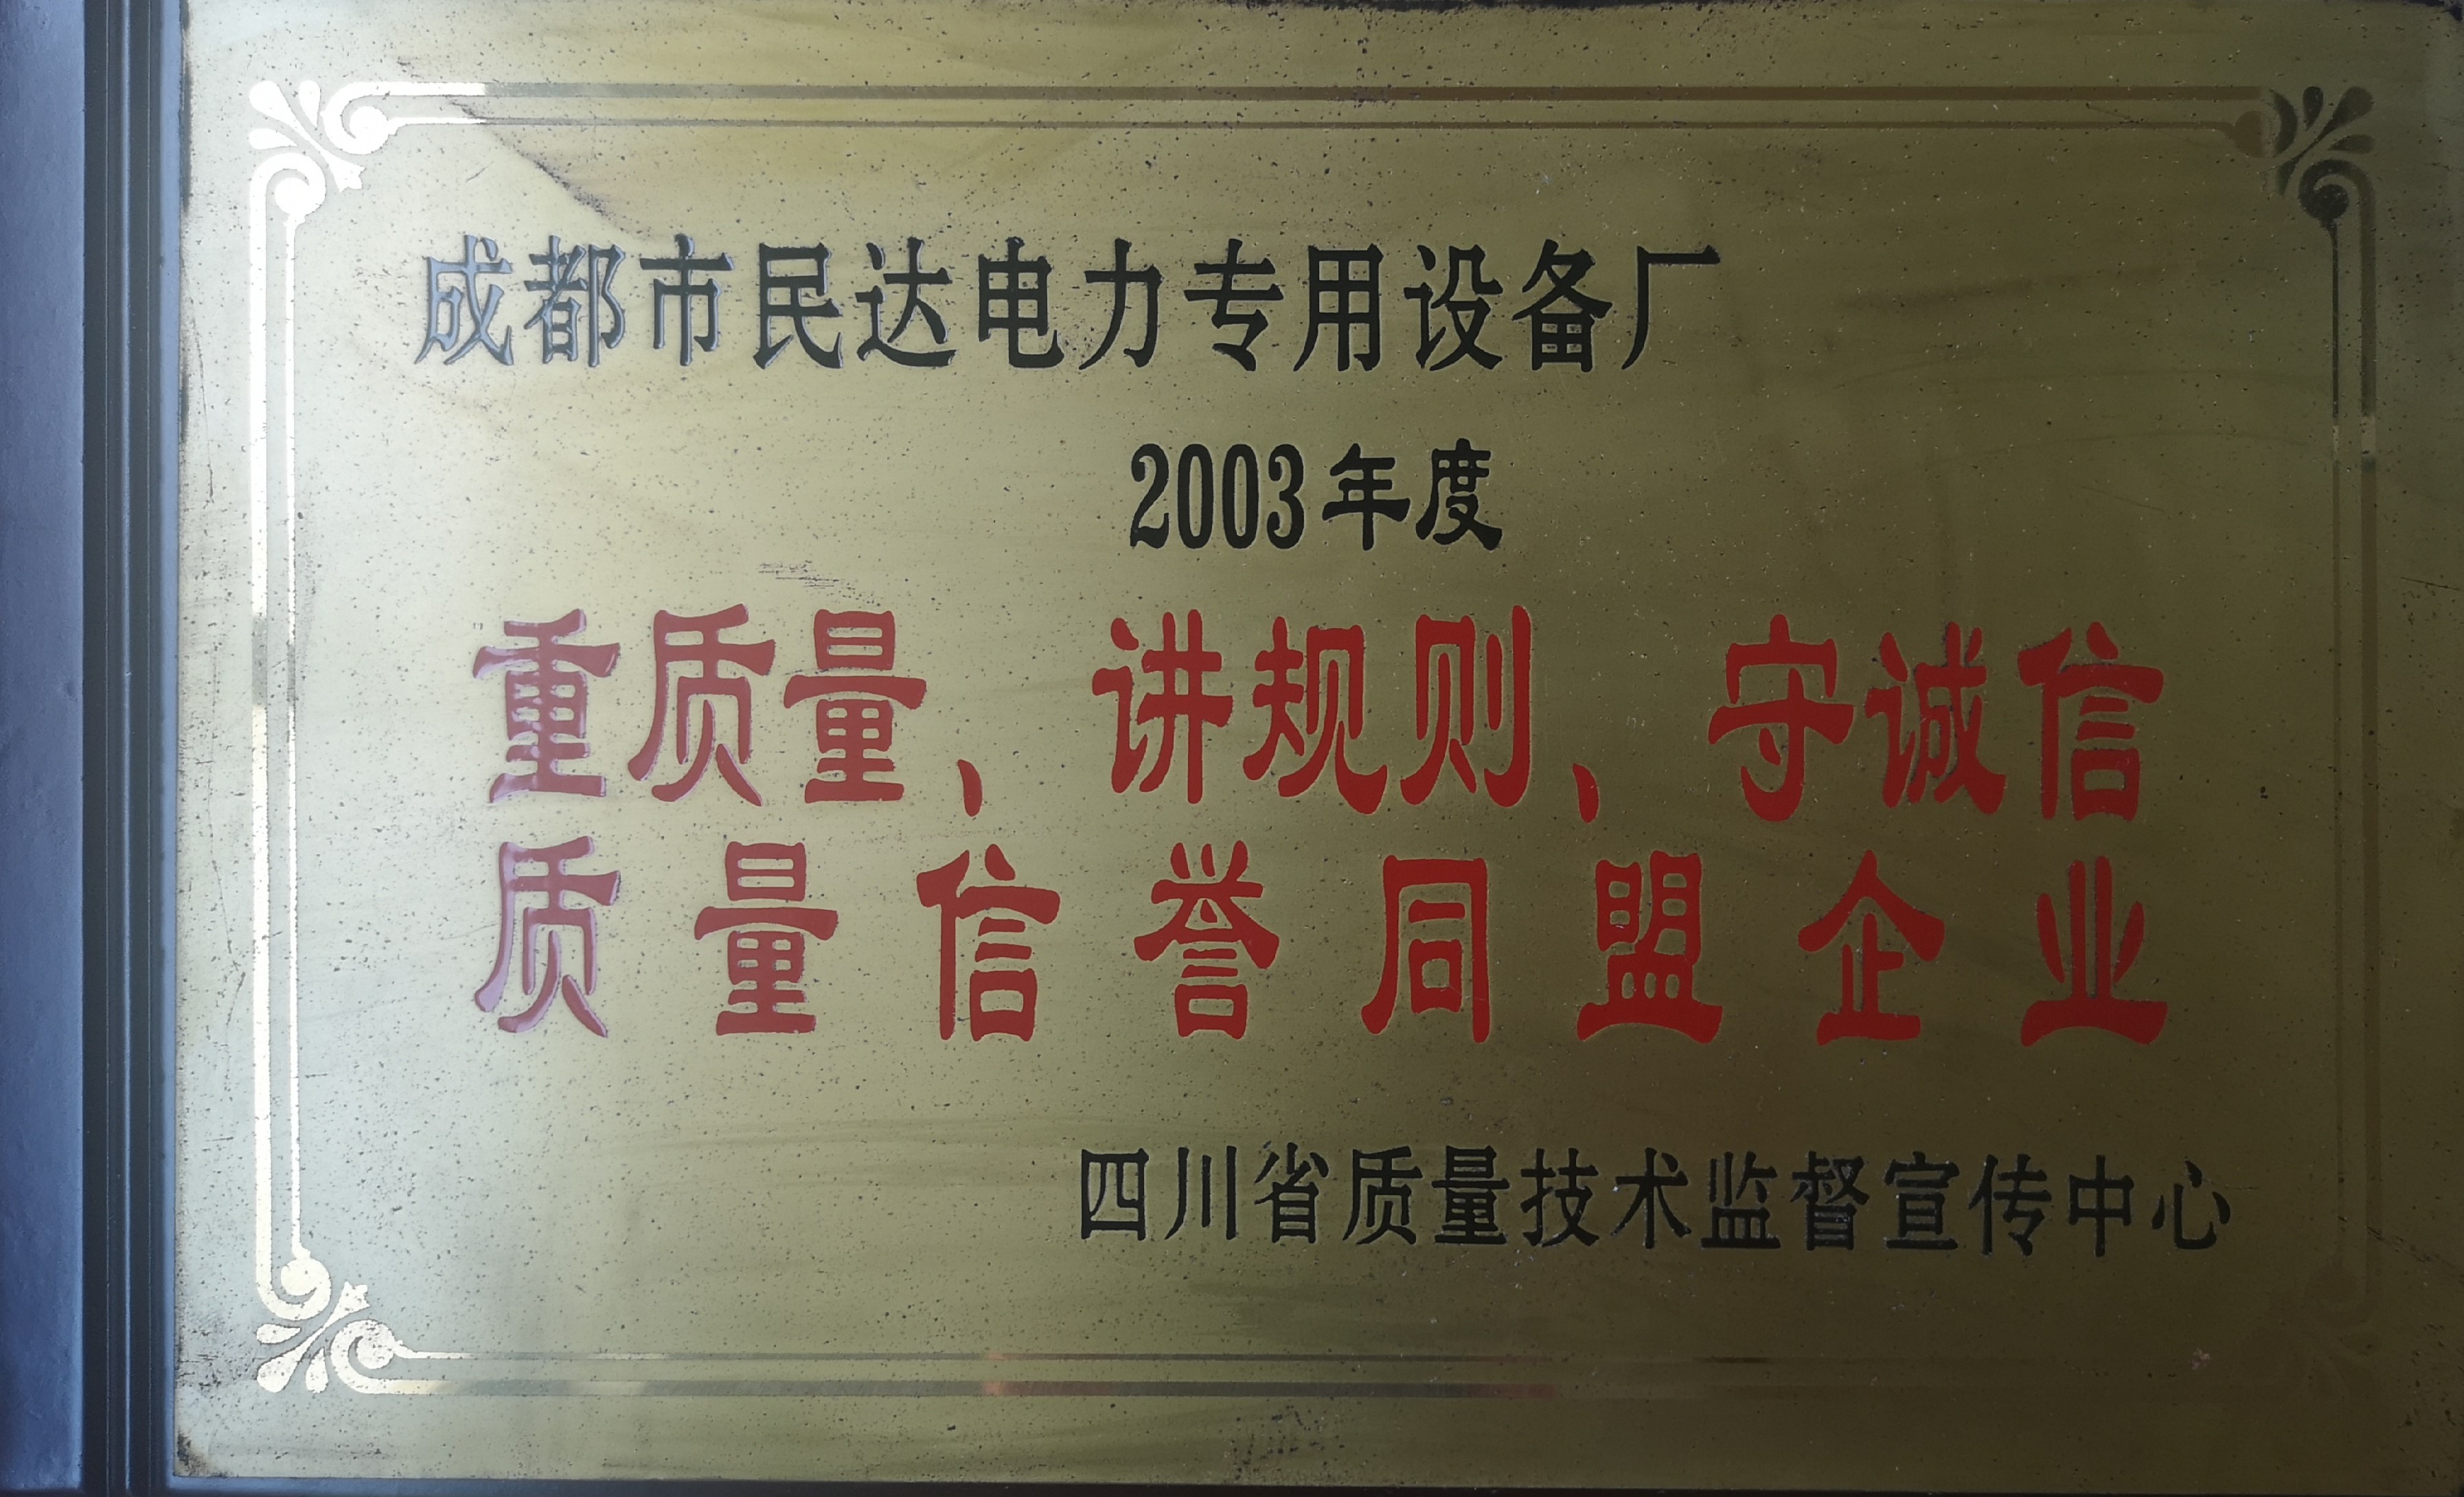 成都市民达电力专用设备厂
2003年度
重质量、讲规则、守诚信
质量信誉同盟企业
四川省质量技术监督宣传中心